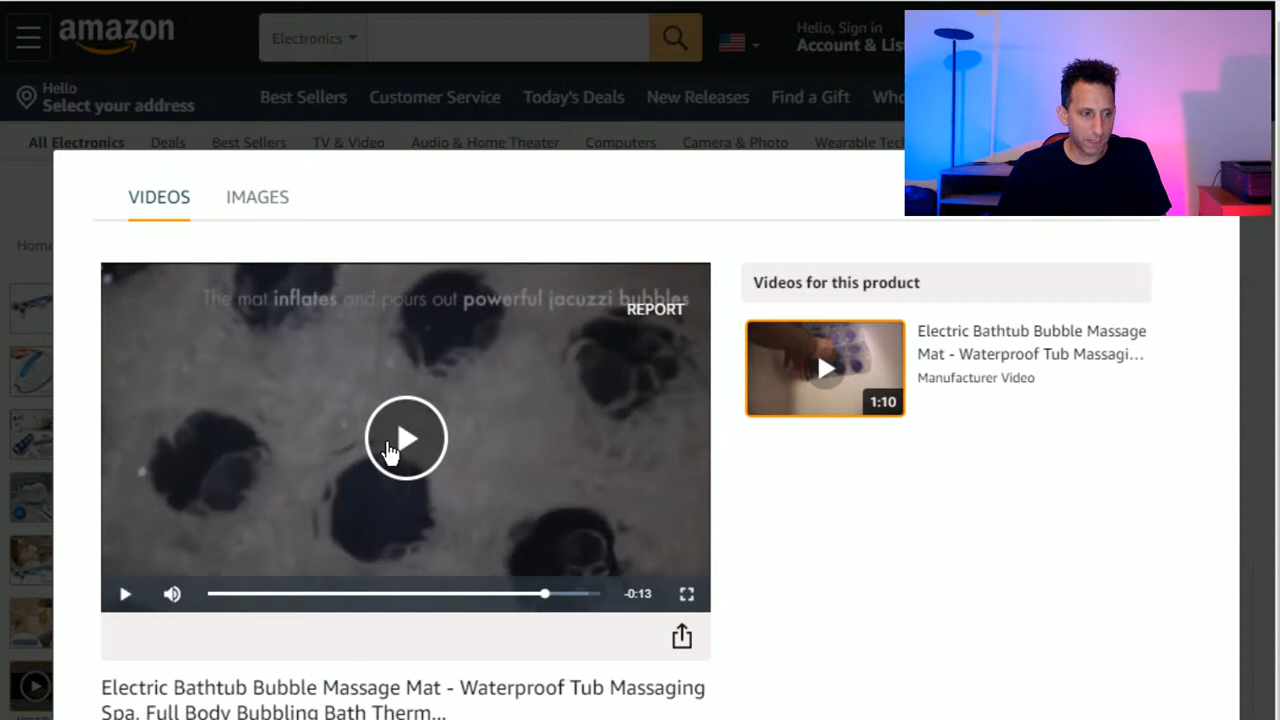 amazon
Electronics
Hello, Sign in
Account & Lis
Hello
Select your address
Best Sellers
Customer Service
Today's Deals
New Releases
Find a Gift
Who
All Electronics
Deals
Best Sellers
TV & Video
Audio & Home Theater
Computers
Camera & Photo
Wearable Tec
VIDEOS
IMAGES
Home
The mat inflates and pours out powerful jacuzzi bubbles
REPORT
-0:13
Videos for this product
Electric Bathtub Bubble Massage
Mat - Waterproof Tub Massagi...
Manufacturer Video
1:10
Electric Bathtub Bubble Massage Mat - Waterproof Tub Massaging
Spa, Full Body Bubbling Bath Therm...